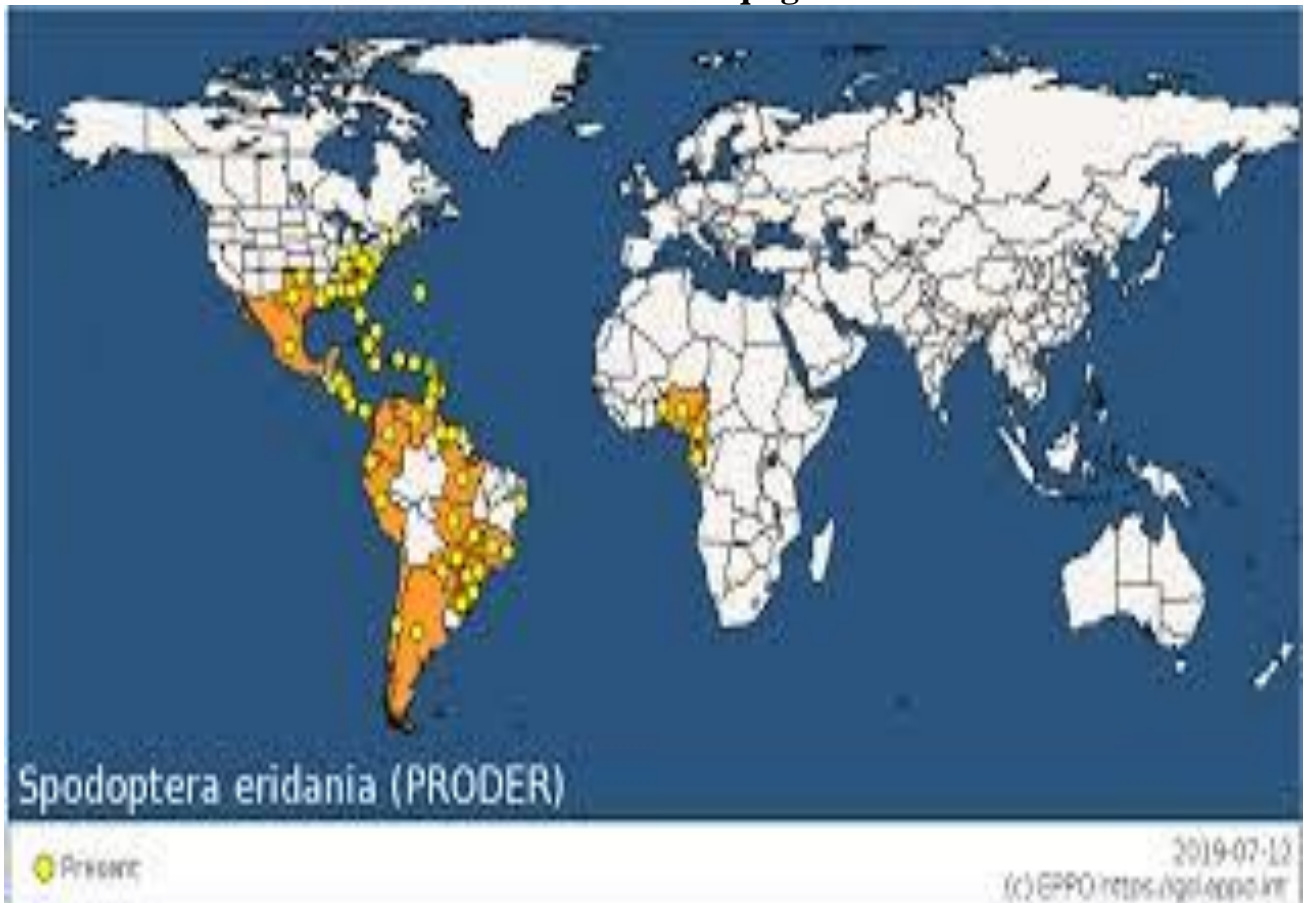 Spodoptera eridania (PRODER)
Present
2019-07-12
(c) EPPO https://gd.eppo.int